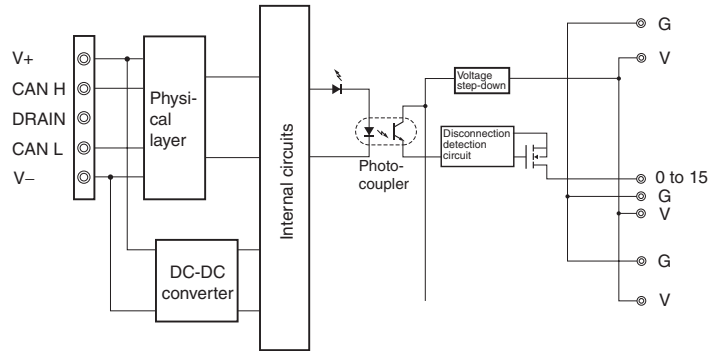 V+
CAN H
DRAIN
CAN L
V−
Physi-
cal
layer
DC-DC
converter
Internal circuits
Photo-
coupler
Voltage
step-down
Disconnection
detection
circuit
G
V
0 to 15
G
V
G
V